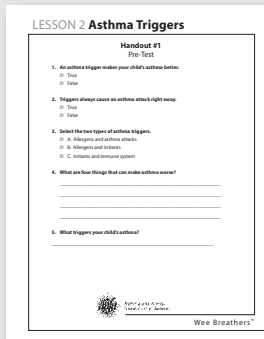 LESSON 2 Asthma Triggers
Handout #1
Pre-Test
1. An asthma trigger makes your child's asthma better.
True
False
2. Triggers always cause an asthma attack right away.
True
False
3. Select the two types of asthma triggers.
A. Allergens and asthma attacks
B. Allergens and irritants
C. Irritants and immune system
4. What are four things that can make asthma worse?
5. What triggers your child's asthma?
Wee Breathers™